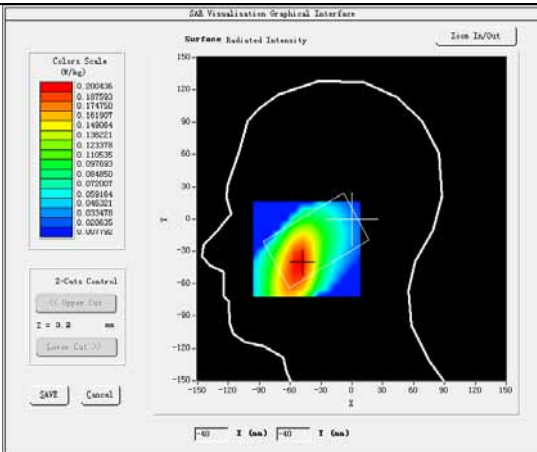 SAR Visualisation Graphical Interface
Surface Radiated Intensity
Zoom In/Out
Colors Scale
(W/kg)
0.200436
0.187593
0.174750
0.161907
0.149064
0.136221
0.123378
0.110535
0.097693
0.084850
0.072007
0.059164
0.046321
0.033478
0.020635
0.007792
Z-Cuts Control
<< Upper Cut
Z = 3.2 mm
Lower Cut >>
SAVE Cancel
150
120
90
60
30
0
-30
-60
-90
-120
-150
Y
-150 -120 -90 -60 -30 0 30 60 90 120 150
X
-40 X (mm) -40 Y (mm)